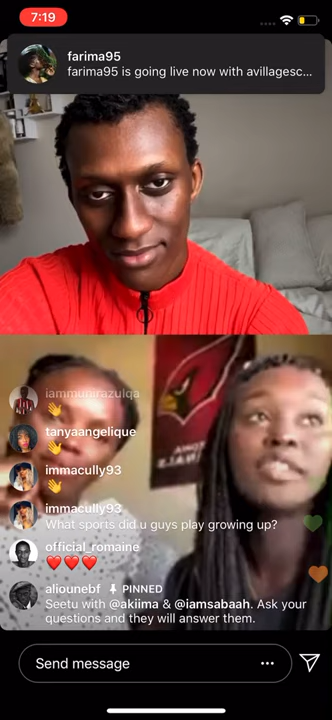 7:19
farima95
farima95 is going live now with avillagesc...
iammunirazulqa
👋
tanyaangelique
👋
immacully93
👋
immacully93
What sports did u guys play growing up?
official_romaine
❤️❤️❤️
aliounebf PINNED
Seetu with @akiima & @iamsabaah. Ask your
questions and they will answer them.
Send message